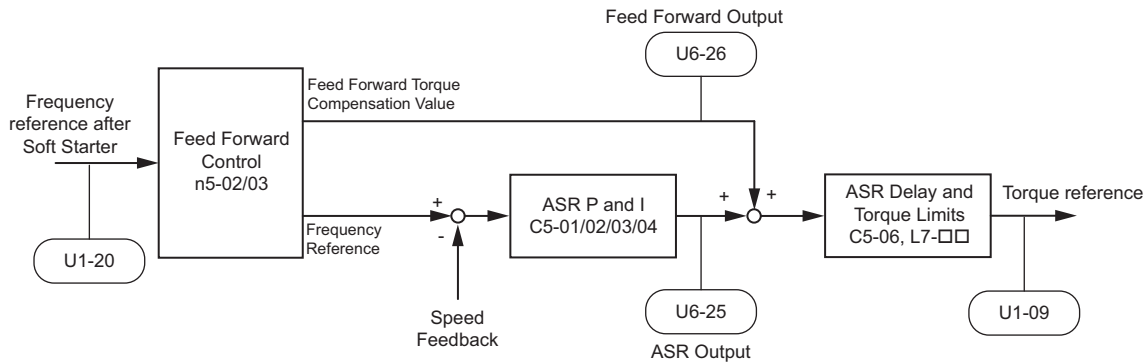 Feed Forward Output
U6-26
Frequency
reference after
Soft Starter
Feed Forward
Control
n5-02/03
Feed Forward Torque
Compensation Value
U1-20
Frequency
Reference
+
-
Speed
Feedback
ASR P and I
C5-01/02/03/04
+
+
U6-25
ASR Output
ASR Delay and
Torque Limits
C5-06, L7-□□
Torque reference
U1-09